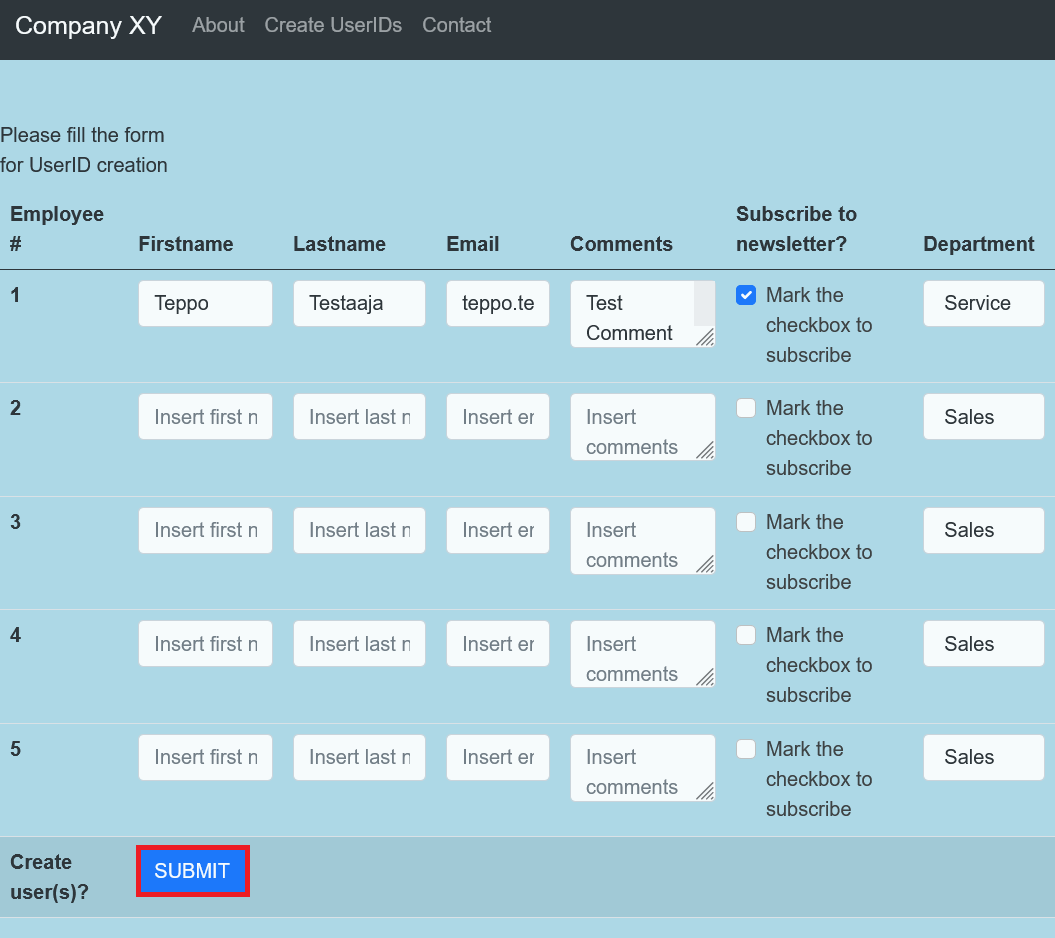 Company XY About Create UserIDs Contact
Please fill the form
for UserID creation
Employee
#
Firstname
Lastname
Email
Comments
Subscribe to
newsletter?
Department
1
Teppo
Testaaja
teppo.te
Test
Comment
Mark the
checkbox to
subscribe
Service
2
Insert first n
Insert last n
Insert er
Insert
comments
Mark the
checkbox to
subscribe
Sales
3
Insert first n
Insert last n
Insert er
Insert
comments
Mark the
checkbox to
subscribe
Sales
4
Insert first n
Insert last n
Insert er
Insert
comments
Mark the
checkbox to
subscribe
Sales
5
Insert first n
Insert last n
Insert er
Insert
comments
Mark the
checkbox to
subscribe
Sales
Create
user(s)?
SUBMIT